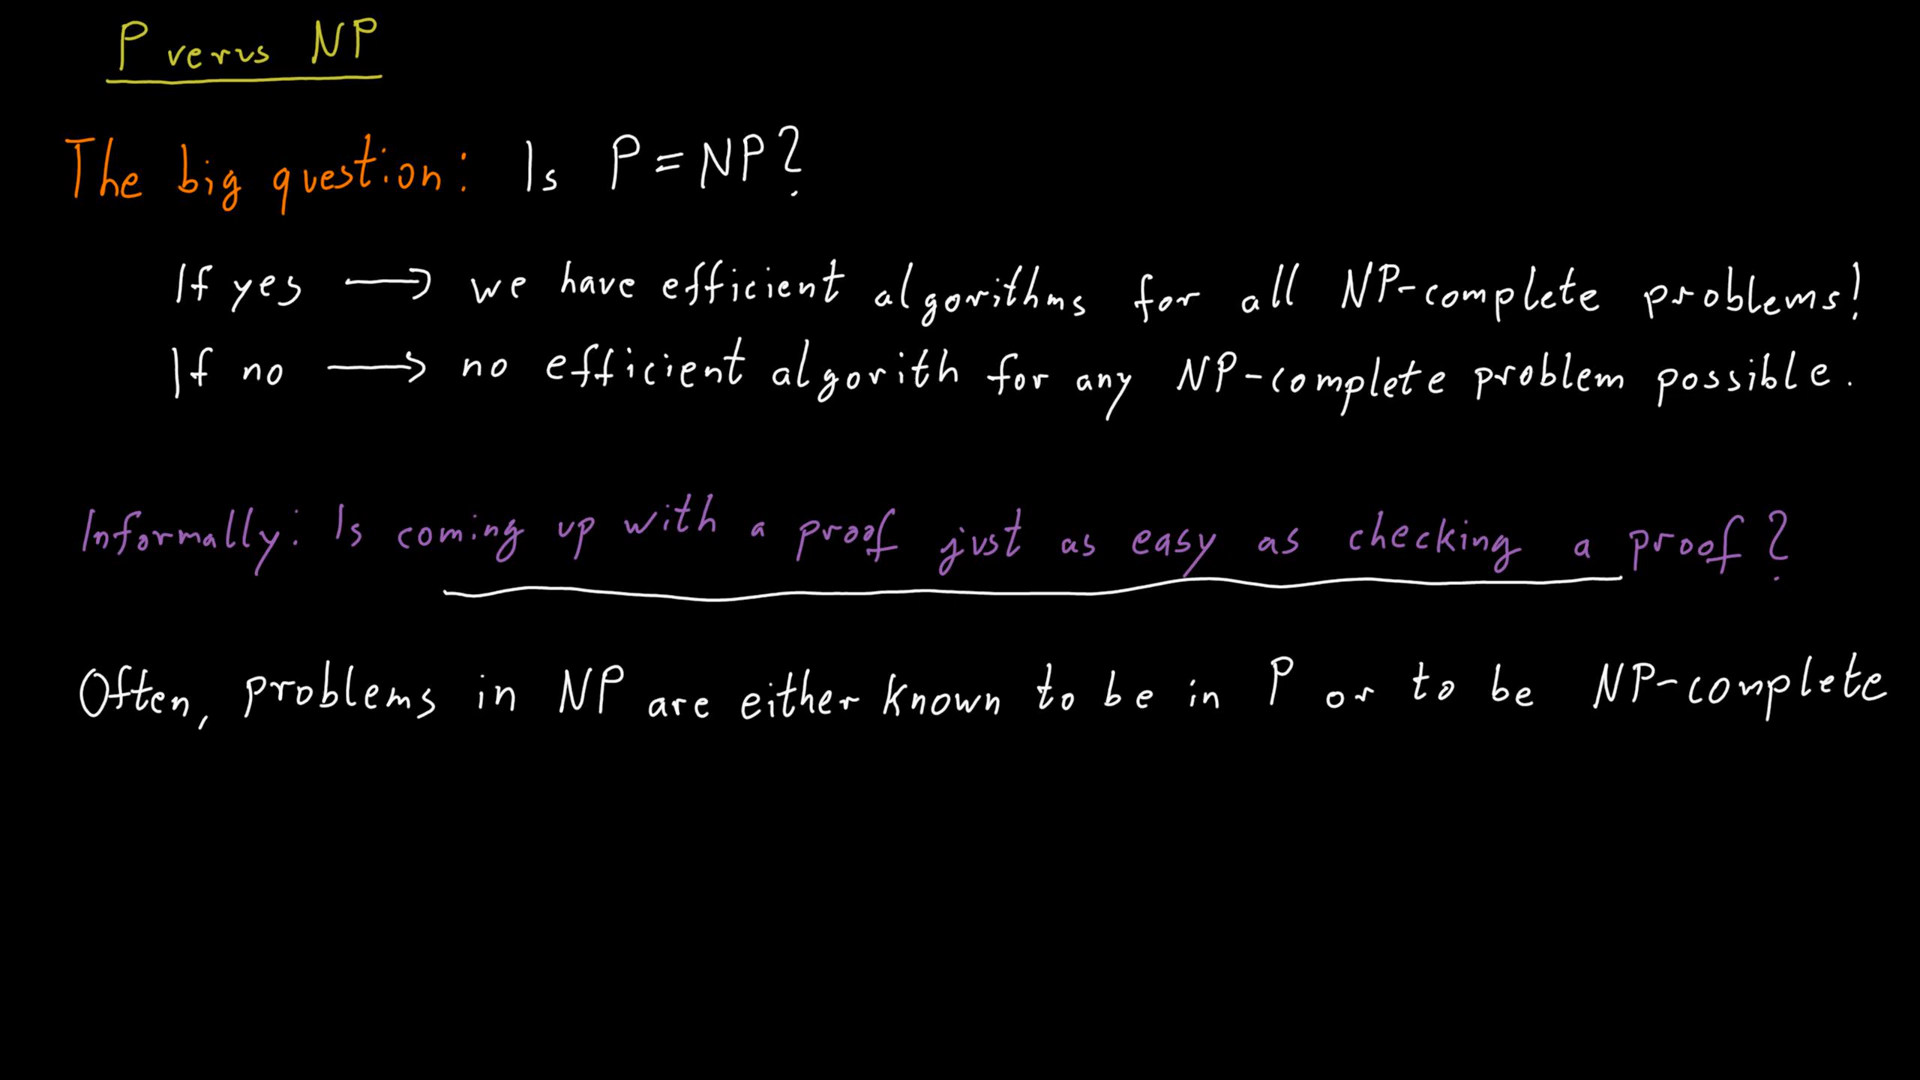 P verus NP
The big question: Is P = NP?
If yes → we have efficient algorithms for all NP-complete problems!
If no → no efficient algorith for any NP-complete problem possible.
Informally: Is coming up with a proof just as easy as checking a proof?
Often, problems in NP are either known to be in P or to be NP-complete